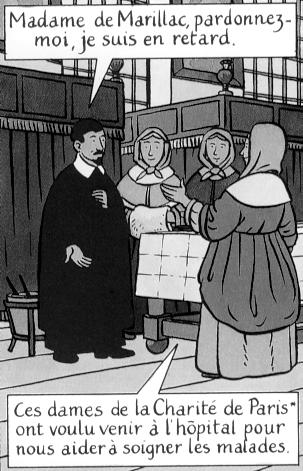 Madame de Marillac, pardonnez-
moi, je suis en retard.
Ces dames de la Charité de Paris*
ont voulu venir à l'hôpital pour
nous aider à soigner les malades.